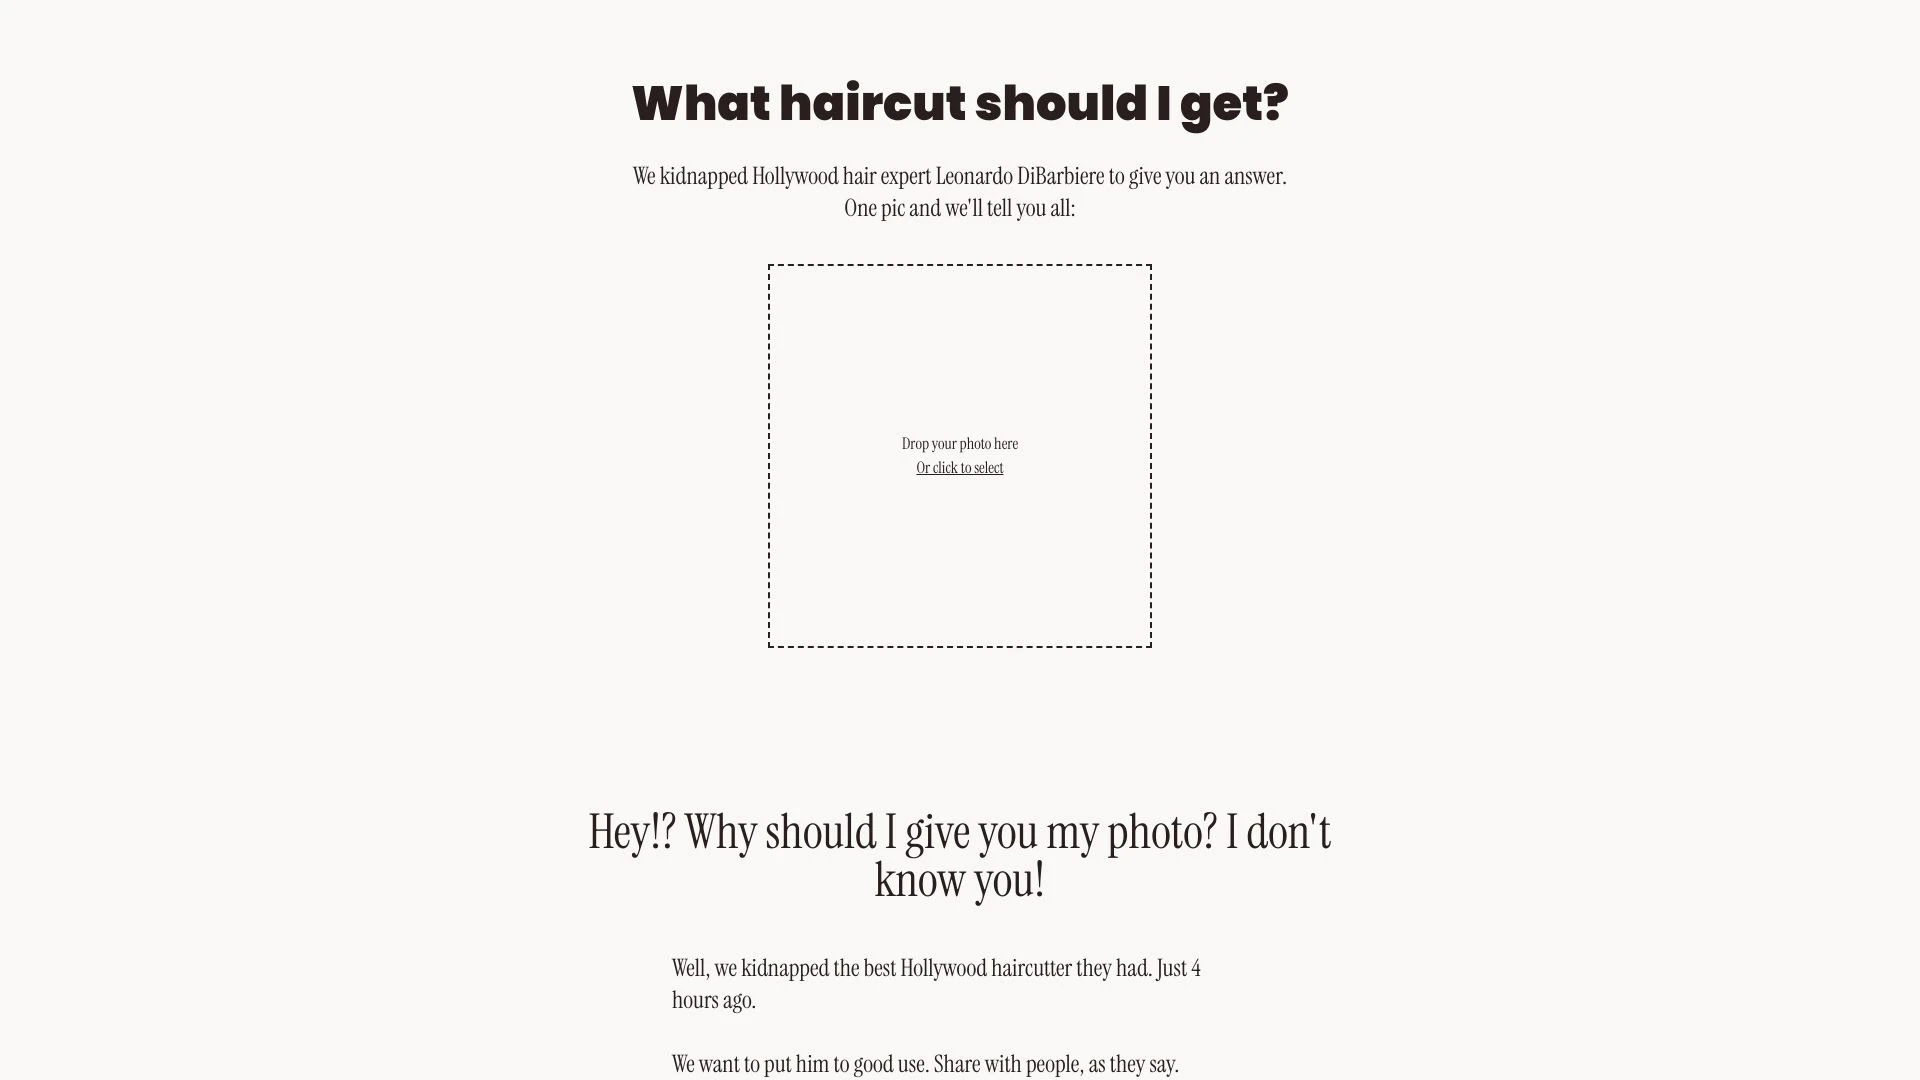 What haircut should I get?
We kidnapped Hollywood hair expert Leonardo DiBarbiere to give you an answer.
One pic and we'll tell you all:
Drop your photo here
Or click to select
Hey!? Why should I give you my photo? I don't
know you!
Well, we kidnapped the best Hollywood haircutter they had. Just 4
hours ago.
We want to put him to good use. Share with people, as they say.